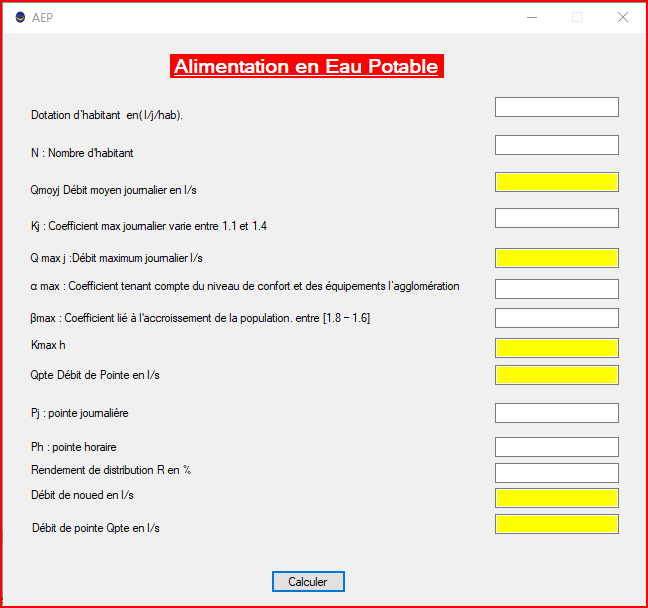 AEP
Alimentation en Eau Potable
Dotation d'habitant en( l/j/hab).
N : Nombre d'habitant
Qmoyj Débit moyen journalier en l/s
Kj : Coefficient max journalier varie entre 1.1 et 1.4
Q max j :Débit maximum journalier l/s
α max : Coefficient tenant compte du niveau de confort et des équipements l'agglomération
βmax : Coefficient lié à l'accroissement de la population. entre [1.8 – 1.6]
Kmax h
Qpte Débit de Pointe en l/s
Pj : pointe journalière
Ph : pointe horaire
Rendement de distribution R en %
Débit de noued en l/s
Débit de pointe Qpte en l/s
Calculer